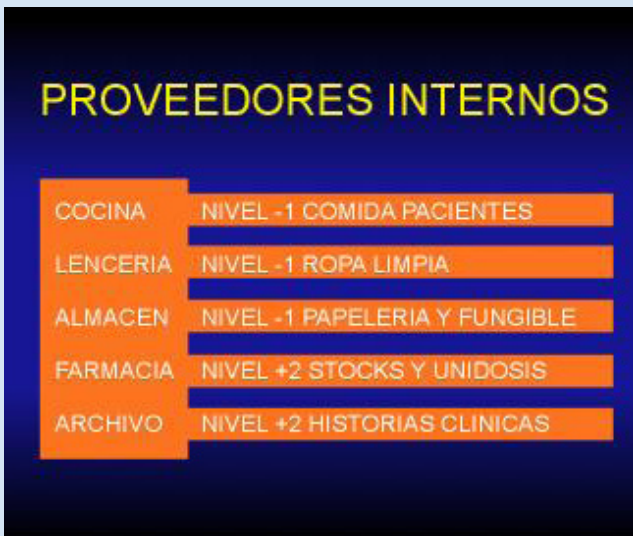 PROVEEDORES INTERNOS
COCINA NIVEL -1 COMIDA PACIENTES
LENCERIA NIVEL -1 ROPA LIMPIA
ALMACEN NIVEL -1 PAPELERIA Y FUNGIBLE
FARMACIA NIVEL +2 STOCKS Y UNIDOSIS
ARCHIVO NIVEL +2 HISTORIAS CLINICAS